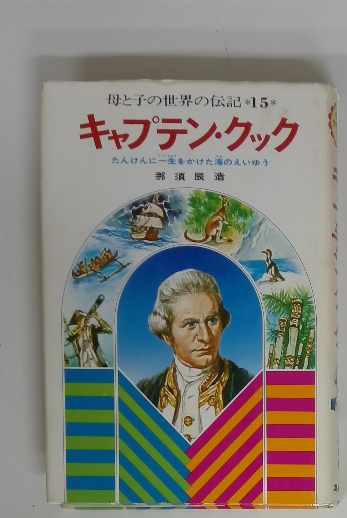 母と子の世界の伝記*15*
キャプテン・クック
たんけんに一生をかけた海のえいゆう
那須辰造